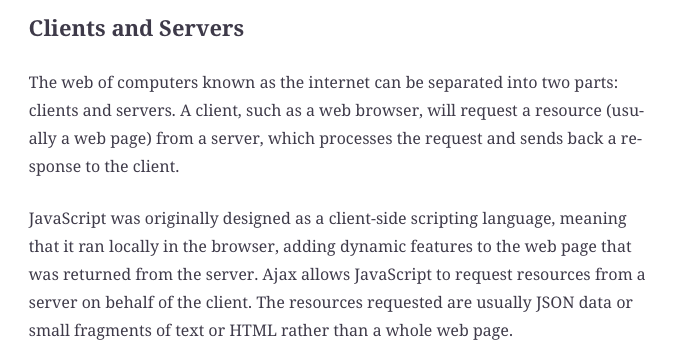 Clients and Servers
The web of computers known as the internet can be separated into two parts:
clients and servers. A client, such as a web browser, will request a resource (usu-
ally a web page) from a server, which processes the request and sends back a re-
sponse to the client.
JavaScript was originally designed as a client-side scripting language, meaning
that it ran locally in the browser, adding dynamic features to the web page that
was returned from the server. Ajax allows JavaScript to request resources from a
server on behalf of the client. The resources requested are usually JSON data or
small fragments of text or HTML rather than a whole web page.